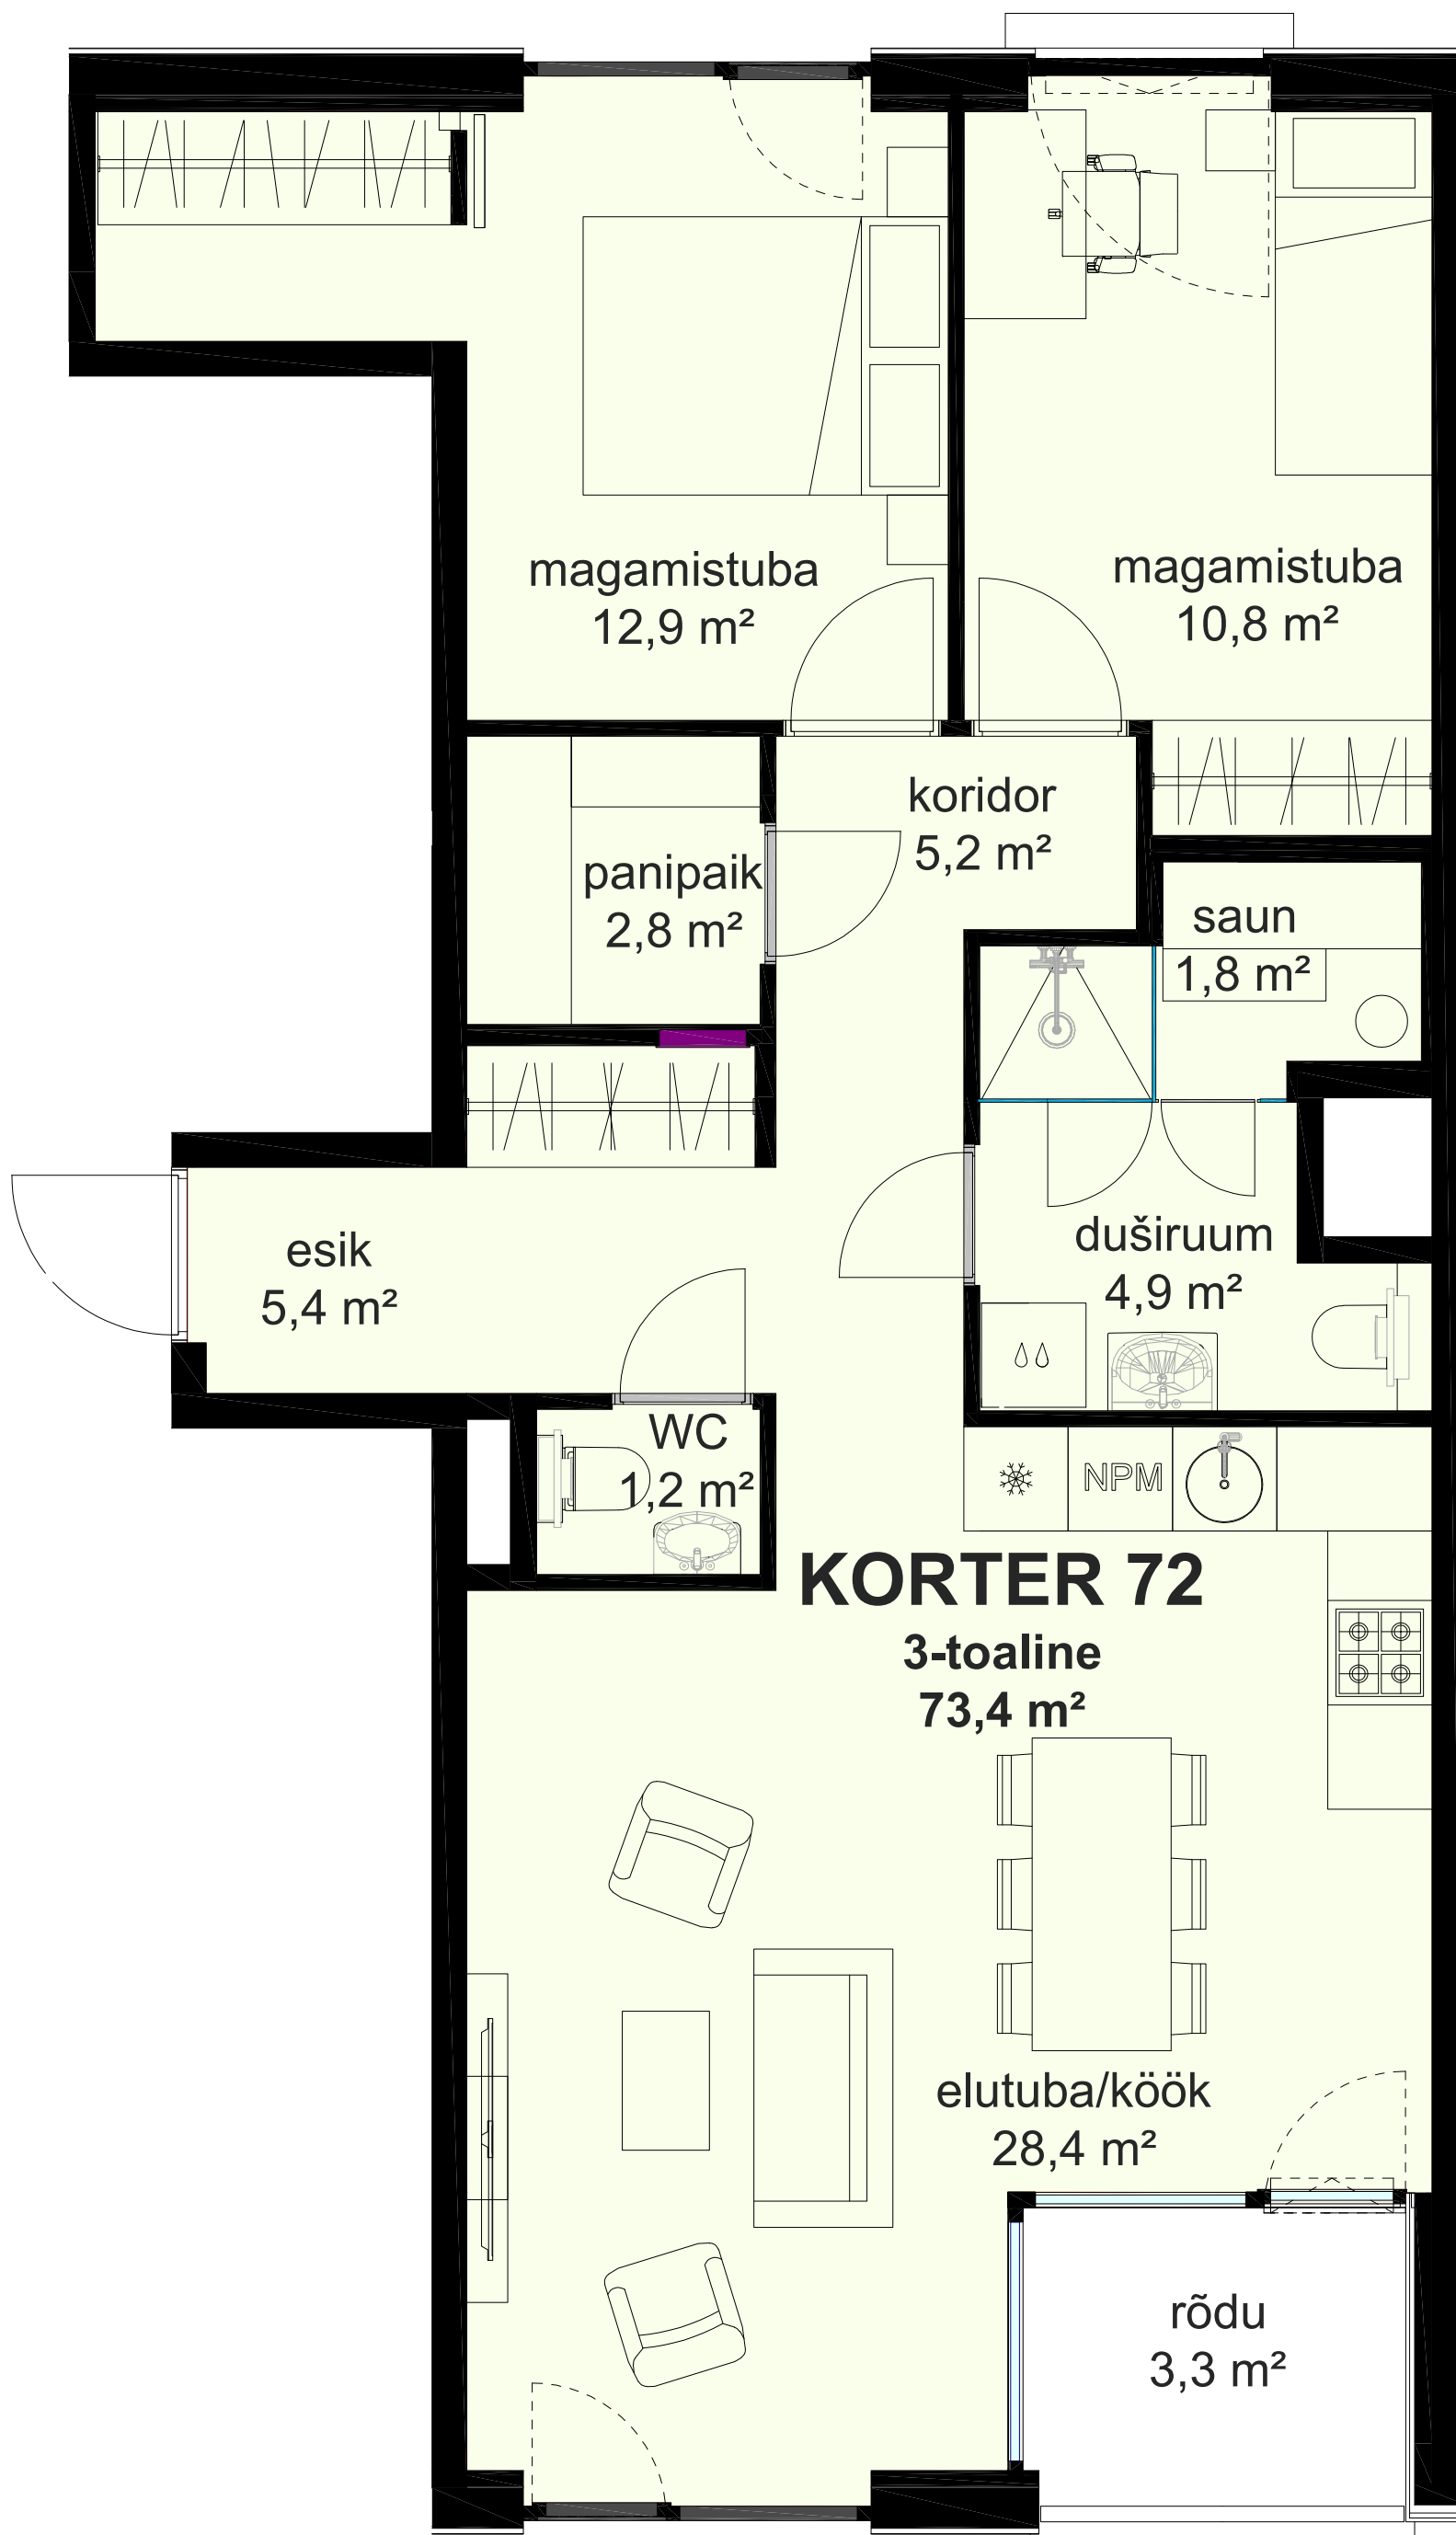 magamistuba
12,9 m²
magamistuba
10,8 m²
koridor
5,2 m²
panipaik
2,8 m²
saun
1,8 m²
esik
5,4 m²
duširuum
4,9 m²
WC
1,2 m²
NPM
KORTER 72
3-toaline
73,4 m²
elutuba/köök
28,4 m²
rõdu
3,3 m²